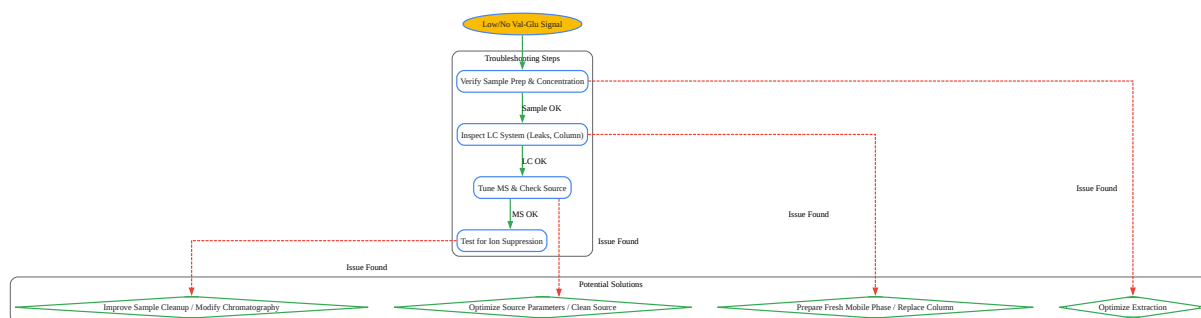 Low/No Val-Glu Signal
Troubleshooting Steps
Verify Sample Prep & Concentration
Sample OK
Inspect LC System (Leaks, Column)
LC OK
Tune MS & Check Source
Issue Found
MS OK
Issue Found
Test for Ion Suppression
Issue Found
Issue Found
Potential Solutions
Improve Sample Cleanup / Modify Chromatography
Optimize Source Parameters / Clean Source
Prepare Fresh Mobile Phase / Replace Column
Optimize Extraction